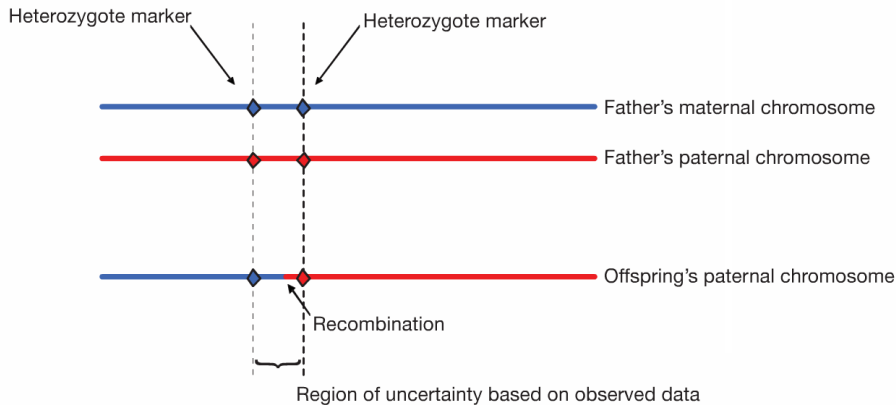 Heterozygote marker
Heterozygote marker
Father's maternal chromosome
Father's paternal chromosome
Offspring's paternal chromosome
Recombination
Region of uncertainty based on observed data